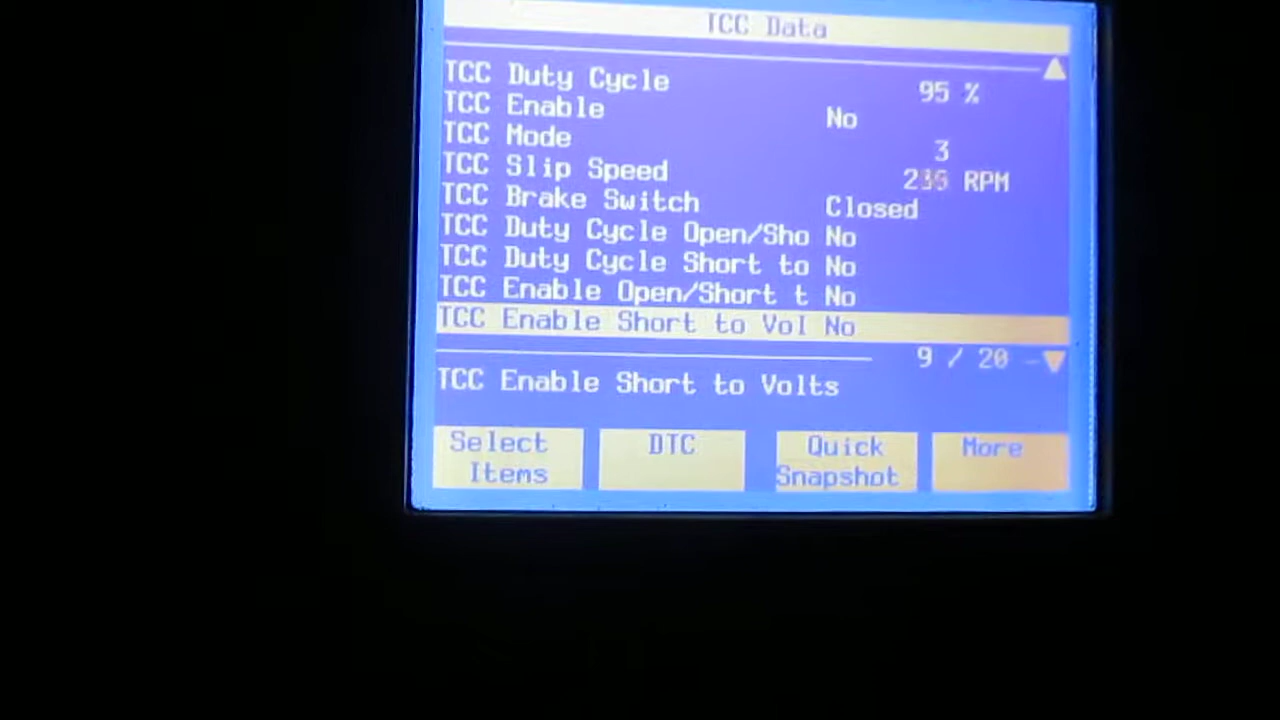 TCC Data
TCC Duty Cycle 95 %
TCC Enable No
TCC Mode 3
TCC Slip Speed RPM
TCC Brake Switch Closed
TCC Duty Cycle Open/Sho No
TCC Duty Cycle Short to No
TCC Enable Open/Short t No
TCC Enable Short to Vol No
9 / 20
TCC Enable Short to Volts
Select Items
DTC
Quick Snapshot
More